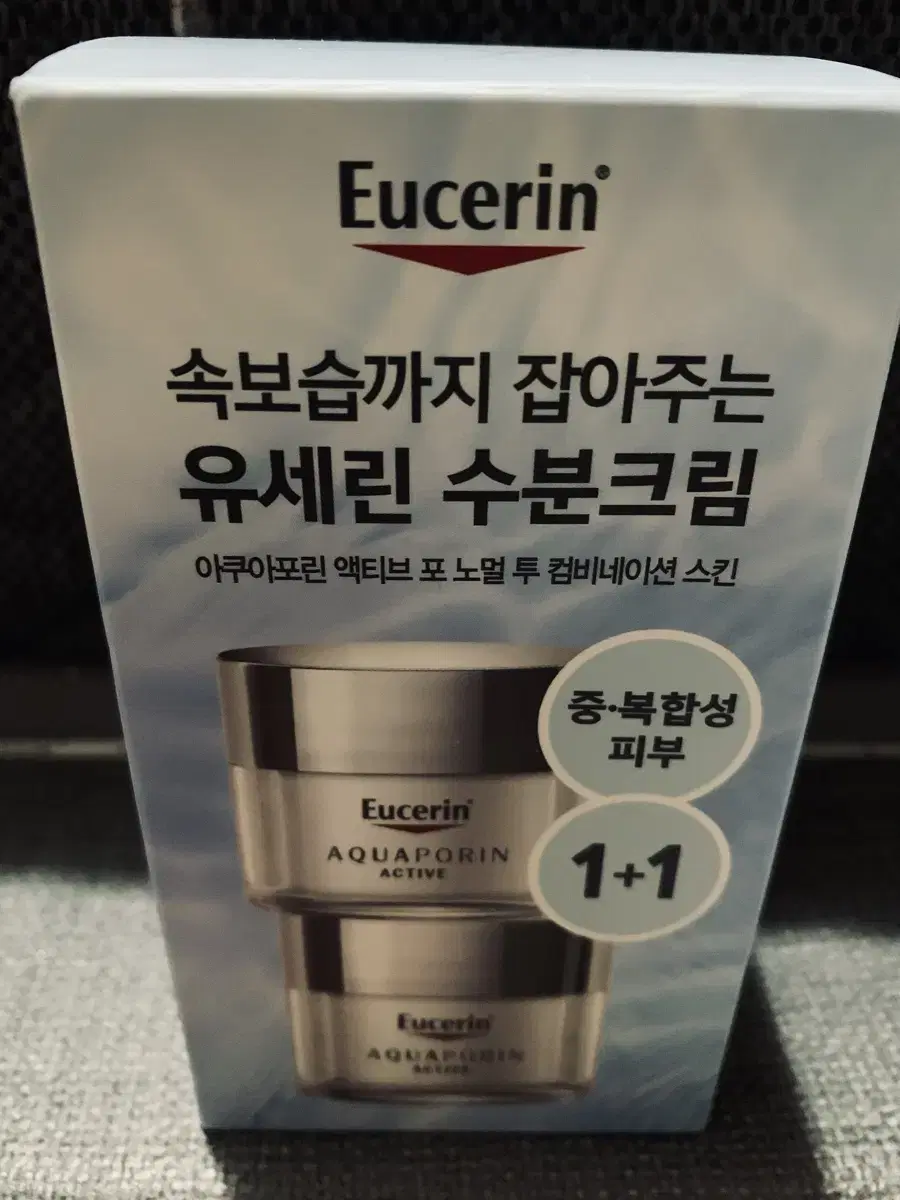 Eucerin®
속보습까지 잡아주는
유세린 수분크림
아쿠아포린 액티브 포 노멀 투 컴비네이션 스킨
중·복합성
피부
1+1
Eucerin
AQUAPORIN
ACTIVE
Eucerin
AQUAPORIN
ACTIVE